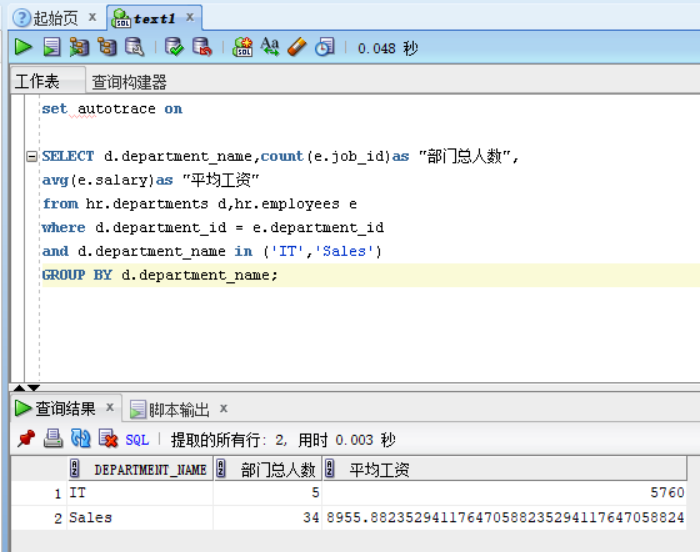 起始页 x text1 x
0.048 秒
工作表 查询构建器
set autotrace on
SELECT d.department_name,count(e.job_id)as "部门总人数",
avg(e.salary)as "平均工资"
from hr.departments d,hr.employees e
where d.department_id = e.department_id
and d.department_name in ('IT','Sales')
GROUP BY d.department_name;
查询结果 x 脚本输出 x
SQL | 提取的所有行: 2, 用时 0.003 秒
DEPARTMENT_NAME 部门总人数 平均工资
1 IT 5 5760
2 Sales 34 8955.88235294117647058823529411764705882​4